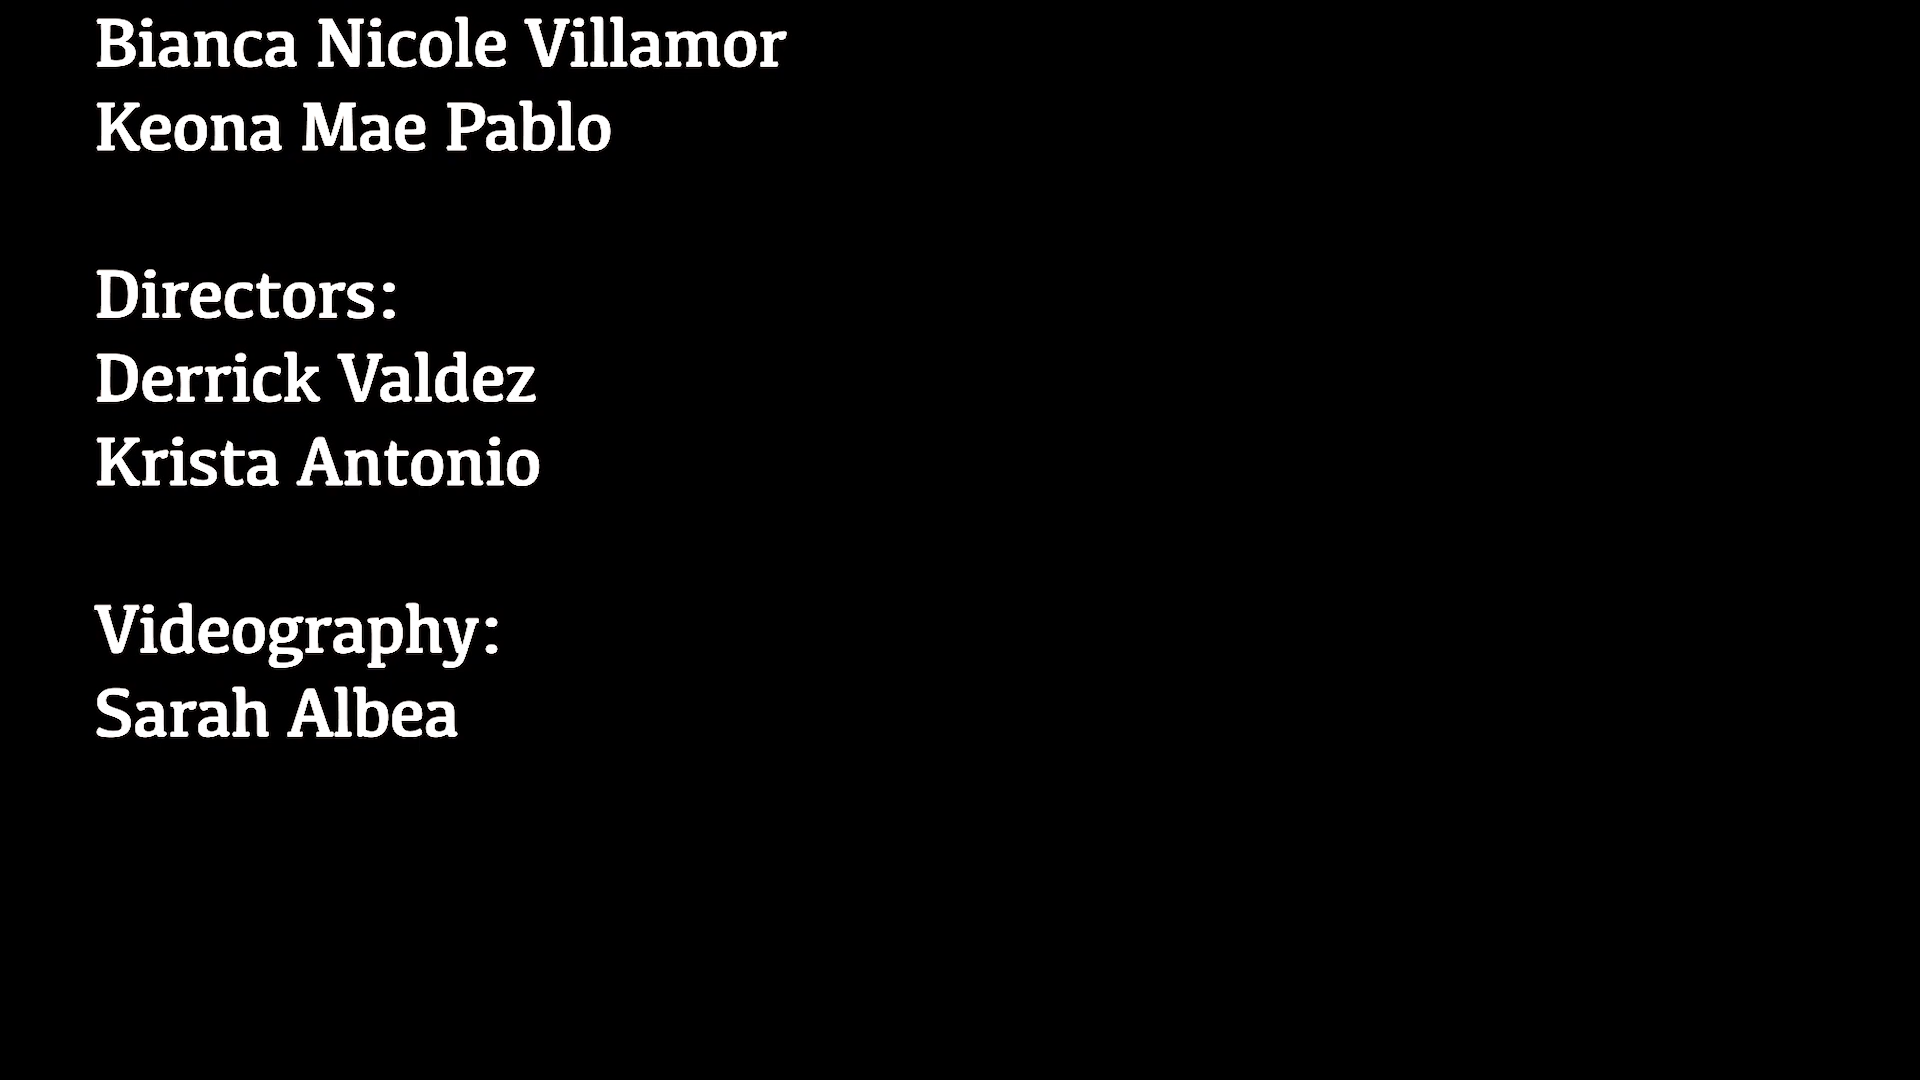 Bianca Nicole Villamor
Keona Mae Pablo
Directors:
Derrick Valdez
Krista Antonio
Videography:
Sarah Albea